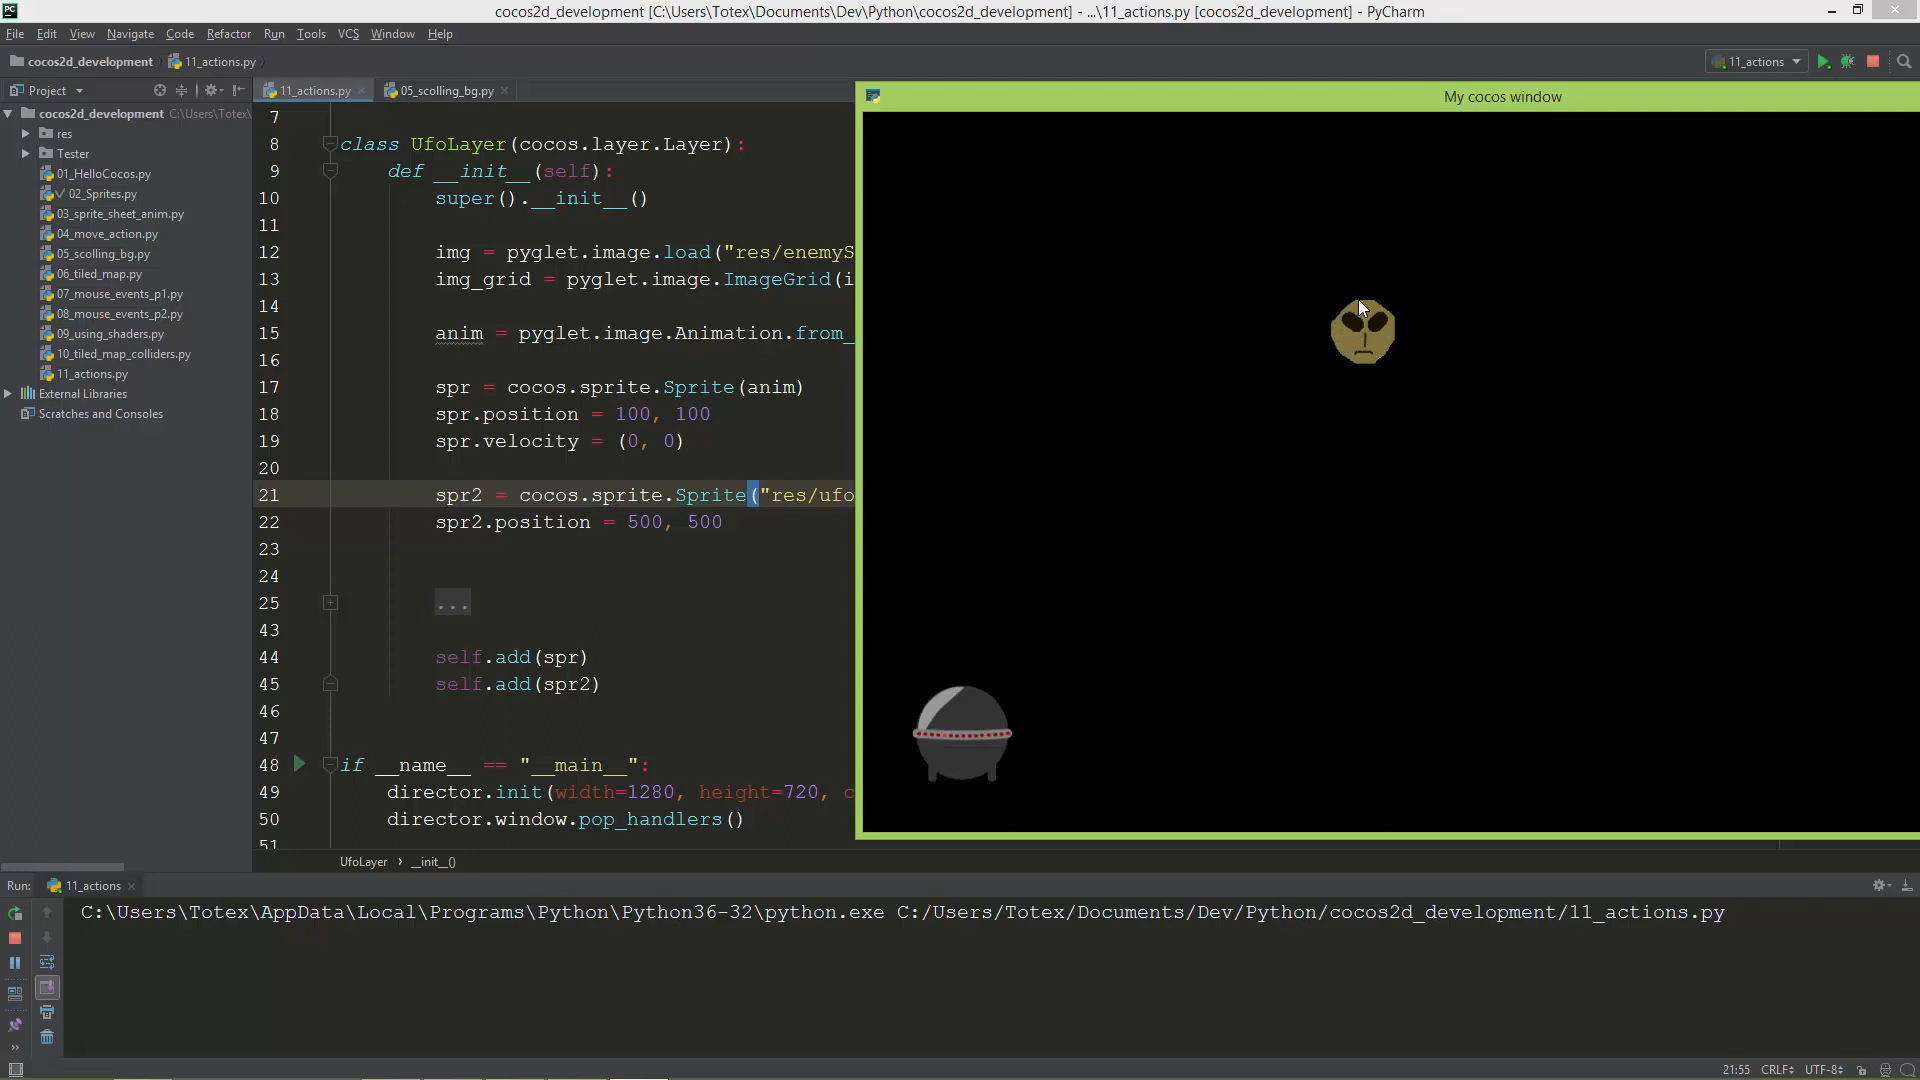 cocos2d_development [C:\Users\Totex\Documents\Dev\Python\cocos2d_development] - ...\11_actions.py [cocos2d_development] - PyCharm
File Edit View Navigate Code Refactor Run Tools VCS Window Help
cocos2d_development 11_actions.py
11_actions
Project
11_actions.py
05_scolling_bg.py
My cocos window
cocos2d_development C:\Users\Totex\
res
Tester
01_HelloCocos.py
02_Sprites.py
03_sprite_sheet_anim.py
04_move_action.py
05_scolling_bg.py
06_tiled_map.py
07_mouse_events_p1.py
08_mouse_events_p2.py
09_using_shaders.py
10_tiled_map_colliders.py
11_actions.py
External Libraries
Scratches and Consoles
7
8 class UfoLayer(cocos.layer.Layer):
9 def __init__(self):
10 super().__init__()
11
12 img = pyglet.image.load("res/enemyS
13 img_grid = pyglet.image.ImageGrid(i
14
15 anim = pyglet.image.Animation.from_
16
17 spr = cocos.sprite.Sprite(anim)
18 spr.position = 100, 100
19 spr.velocity = (0, 0)
20
21 spr2 = cocos.sprite.Sprite("res/ufo
22 spr2.position = 500, 500
23
24
25 ...
43
44 self.add(spr)
45 self.add(spr2)
46
47
48 if __name__ == "__main__":
49 director.init(width=1280, height=720, c
50 director.window.pop_handlers()
51
UfoLayer › __init__()
Run: 11_actions
C:\Users\Totex\AppData\Local\Programs\Python\Python36-32\python.exe C:/Users/Totex/Documents/Dev/Python/cocos2d_development/11_actions.py
21:55 CRLF UTF-8